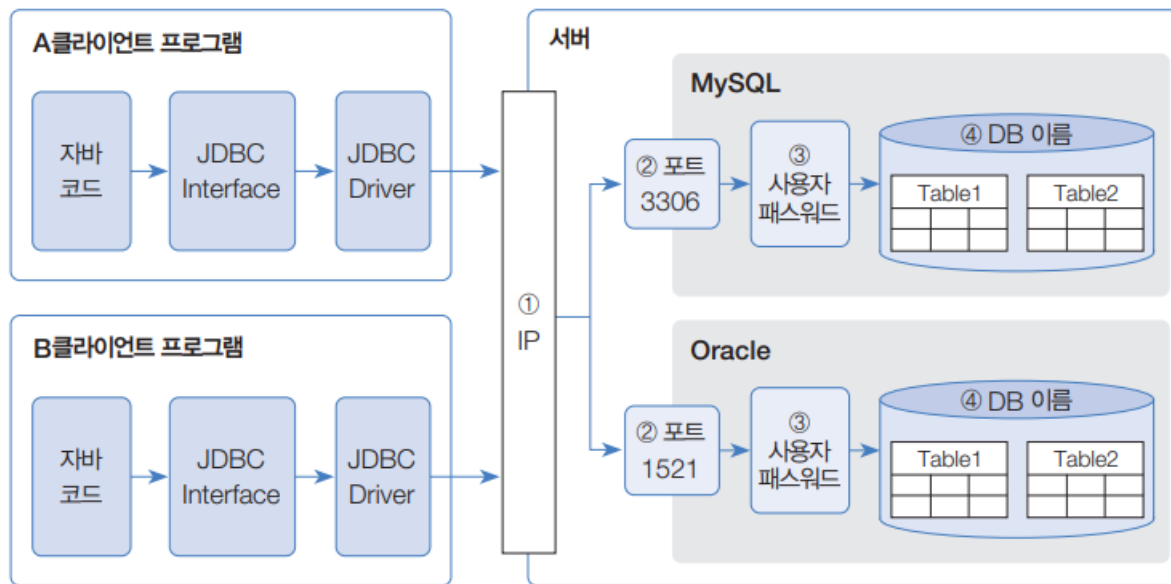 A클라이언트 프로그램
자바
코드
JDBC
Interface
JDBC
Driver
B클라이언트 프로그램
자바
코드
JDBC
Interface
JDBC
Driver
①
IP
서버
MySQL
② 포트
3306
③
사용자
패스워드
④ DB 이름
Table1
Table2
Oracle
② 포트
1521
③
사용자
패스워드
④ DB 이름
Table1
Table2